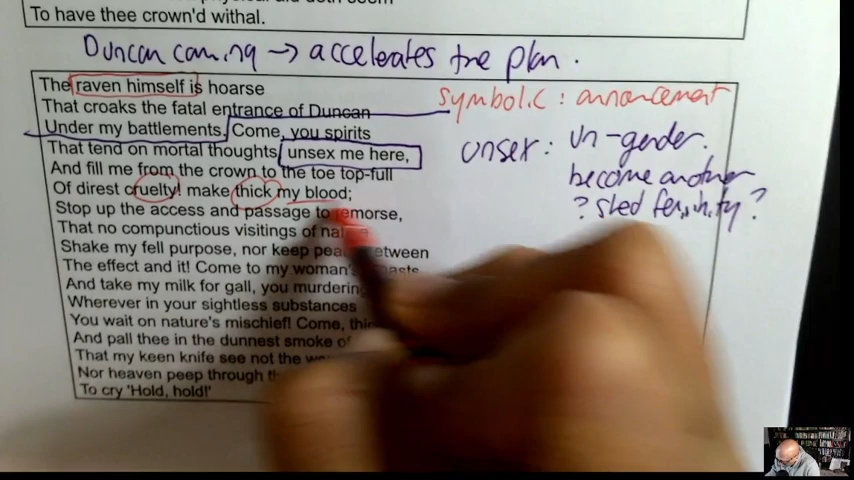 To have thee crown'd withal.
Duncan coming → accelerates the plan.
The raven himself is hoarse
That croaks the fatal entrance of Duncan
Under my battlements. Come, you spirits
That tend on mortal thoughts, unsex me here,
And fill me from the crown to the toe top-full
Of direst cruelty! make thick my blood;
Stop up the access and passage to remorse,
That no compunctious visitings of
Shake my fell purpose, nor keep between
The effect and it! Come to my woman's
And take my milk for gall, you murdering
Wherever in your sightless substances
You wait on nature's mischief! Come,
And pall thee in the dunnest smoke
That my keen knife see not the
Nor heaven peep through
To cry 'Hold, hold!'
symbolic: annoncement
unsex: un-gender.
become another
? shed femininity?